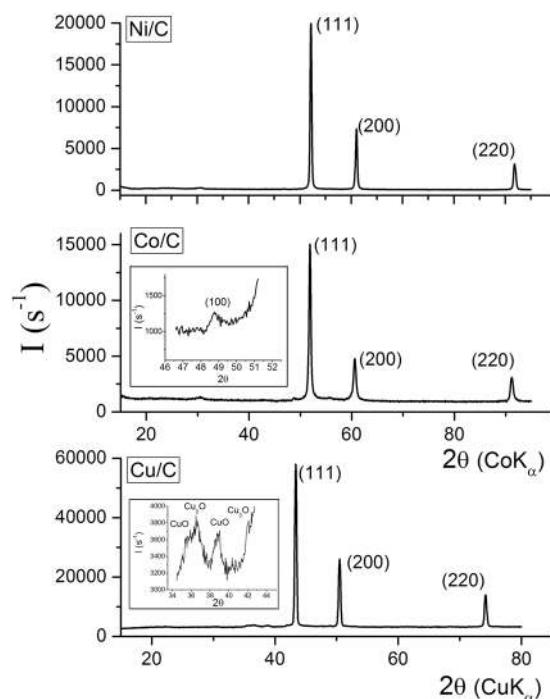 Ni/C
20000
15000
10000
5000
0
(111)
(200)
(220)
Co/C
15000
10000
5000
0
(111)
(200)
(220)
1500
1000
I (s⁻¹)
(100)
46 47 48 49 50 51 52
2θ
I (s⁻¹)
20 40 60 80
2θ (CoKα)
Cu/C
60000
40000
20000
0
(111)
(200)
(220)
4000
3800
3600
3400
3200
3000
I (s⁻¹)
CuO
Cu₂O
CuO
Cu₂O
34 36 38 40 42 44
2θ
20 40 60 80
2θ (CuKα)